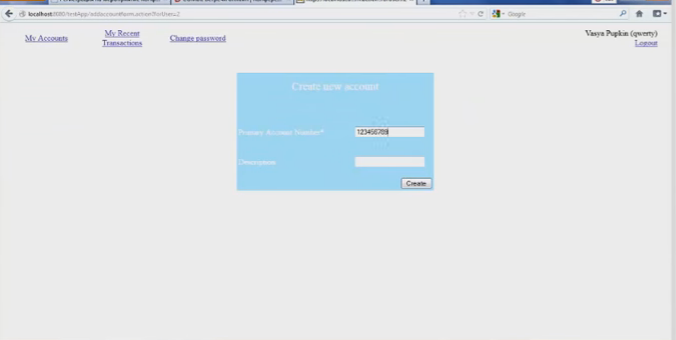 localhost:8080/testApp/addaccountform.action?isOther=2
Google
My Accounts
My Recent
Transactions
Change password
Vasya Pupkin (qwerty)
Logout
Create new account
Primary Account Number*
123456789
Description
Create